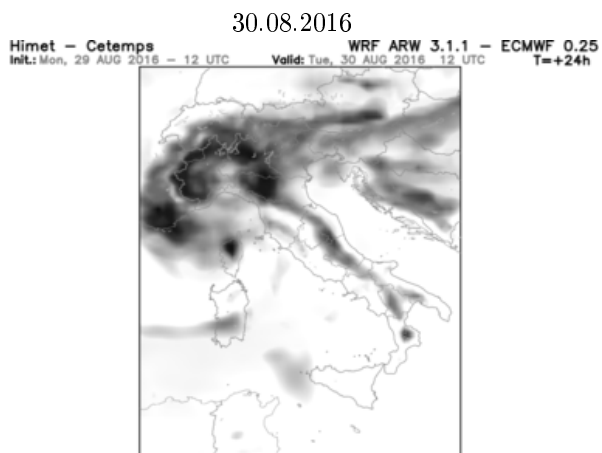 30.08.2016
Himet – Cetemps WRF ARW 3.1.1 – ECMWF 0.25
Init.: Mon, 29 AUG 2016 – 12 UTC Valid: Tue, 30 AUG 2016 12 UTC T=+24h